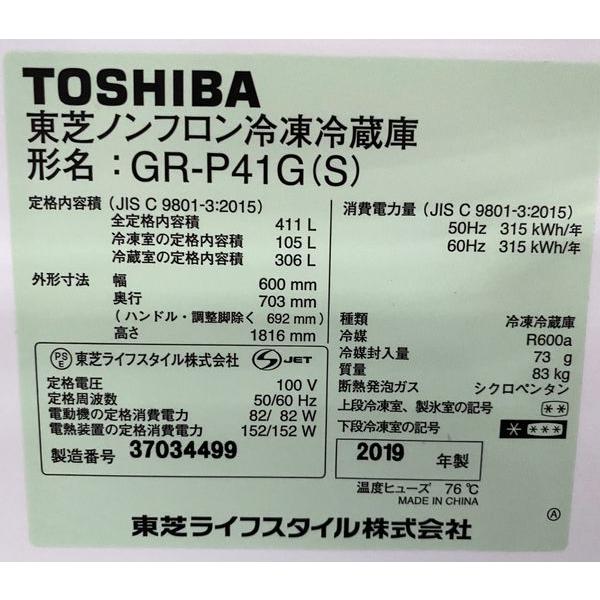 TOSHIBA
東芝ノンフロン冷凍冷蔵庫
形名：GR-P41G(S)
定格内容積（JIS C 9801-3:2015）
全定格内容積 411 L
冷凍室の定格内容積 105 L
冷蔵室の定格内容積 306 L
外形寸法 幅 600 mm
奥行 703 mm
（ハンドル・調整脚除く 692 mm）
高さ 1816 mm
消費電力量（JIS C 9801-3:2015）
50Hz 315 kWh/年
60Hz 315 kWh/年
種類 冷凍冷蔵庫
冷媒 R600a
冷媒封入量 73 g
質量 83 kg
断熱発泡ガス シクロペンタン
上段冷凍室、製氷室の記号 **
下段冷凍室の記号 * ***
PSE 東芝ライフスタイル株式会社 JET
定格電圧 100 V
定格周波数 50/60 Hz
電動機の定格消費電力 82/ 82 W
電熱装置の定格消費電力 152/152 W
製造番号 37034499
2019 年製
温度ヒューズ 76℃
MADE IN CHINA
Ⓐ
東芝ライフスタイル株式会社